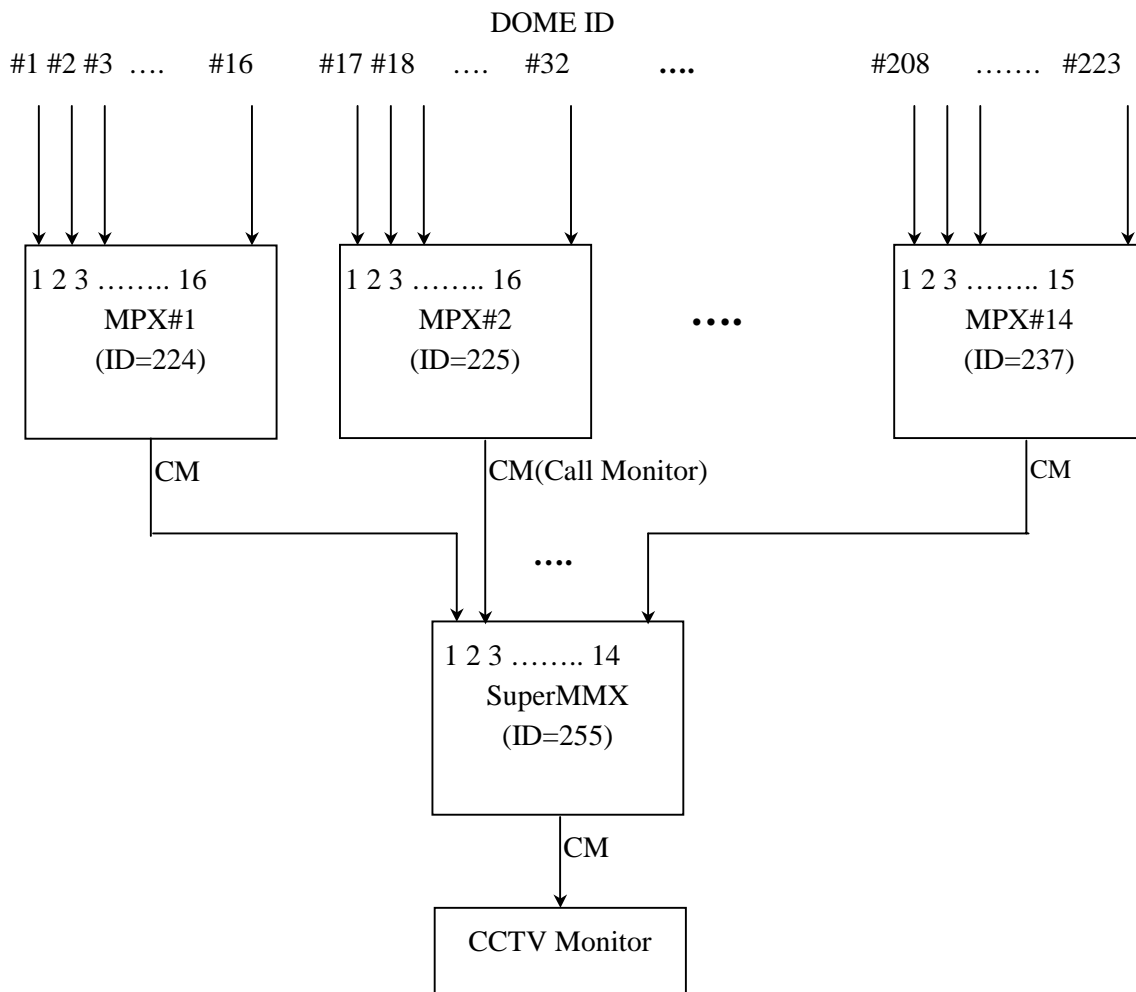 DOME ID
#1 #2 #3 .... #16 #17 #18 .... #32 .... #208 ....... #223
1 2 3 …….. 16 1 2 3 …….. 16 1 2 3 …….. 15
MPX#1 MPX#2 .... MPX#14
(ID=224) (ID=225) (ID=237)
CM CM(Call Monitor) CM
....
1 2 3 …….. 14
SuperMMX
(ID=255)
CM
CCTV Monitor